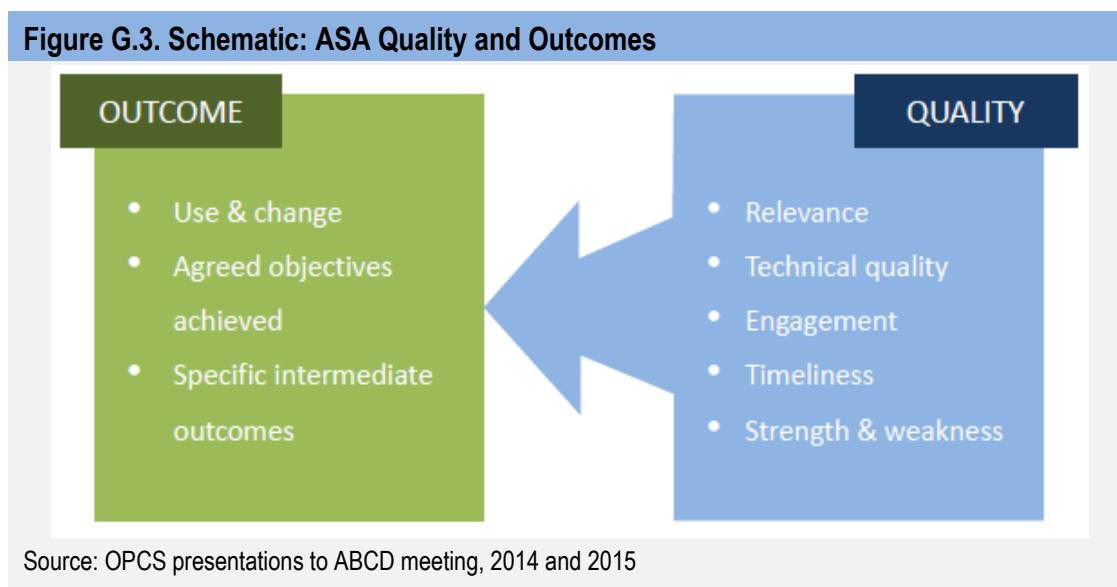 Figure G.3. Schematic: ASA Quality and Outcomes
OUTCOME
• Use & change
• Agreed objectives
achieved
• Specific intermediate
outcomes
QUALITY
• Relevance
• Technical quality
• Engagement
• Timeliness
• Strength & weakness
Source: OPCS presentations to ABCD meeting, 2014 and 2015